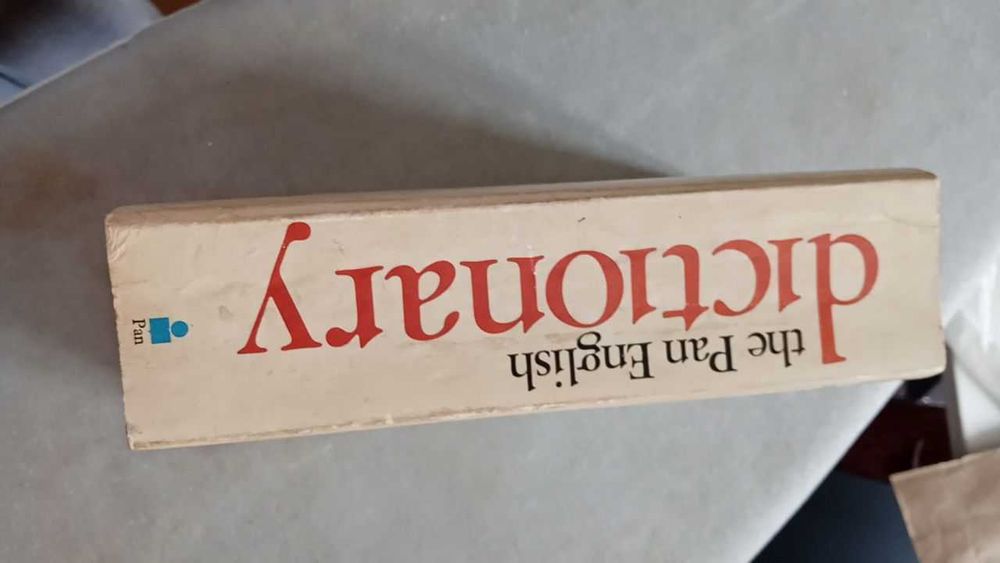 the Pan English
dictionary
Pan